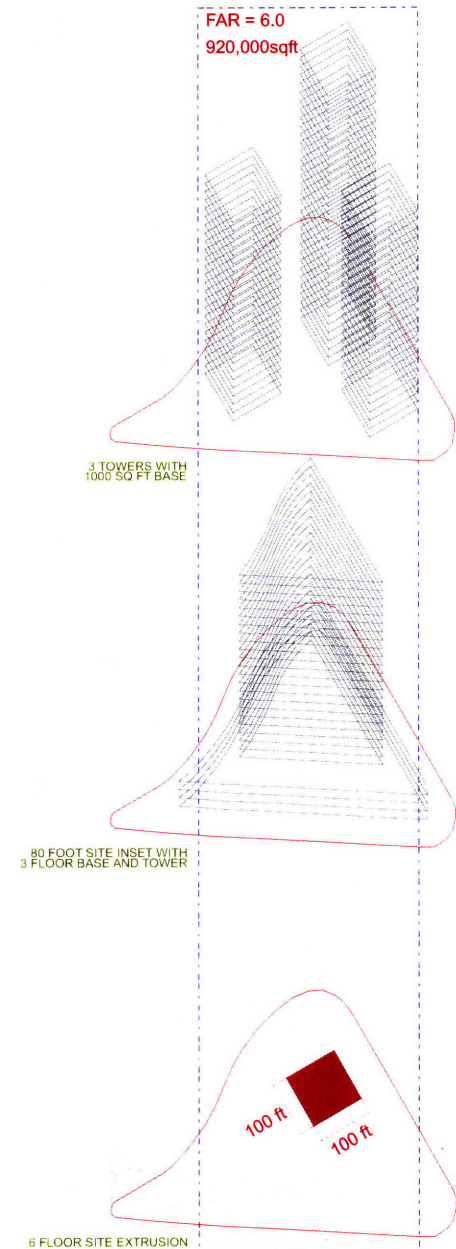 FAR = 6.0
920,000sqft
3 TOWERS WITH
1000 SQ FT BASE
80 FOOT SITE INSET WITH
3 FLOOR BASE AND TOWER
100 ft
100 ft
6 FLOOR SITE EXTRUSION